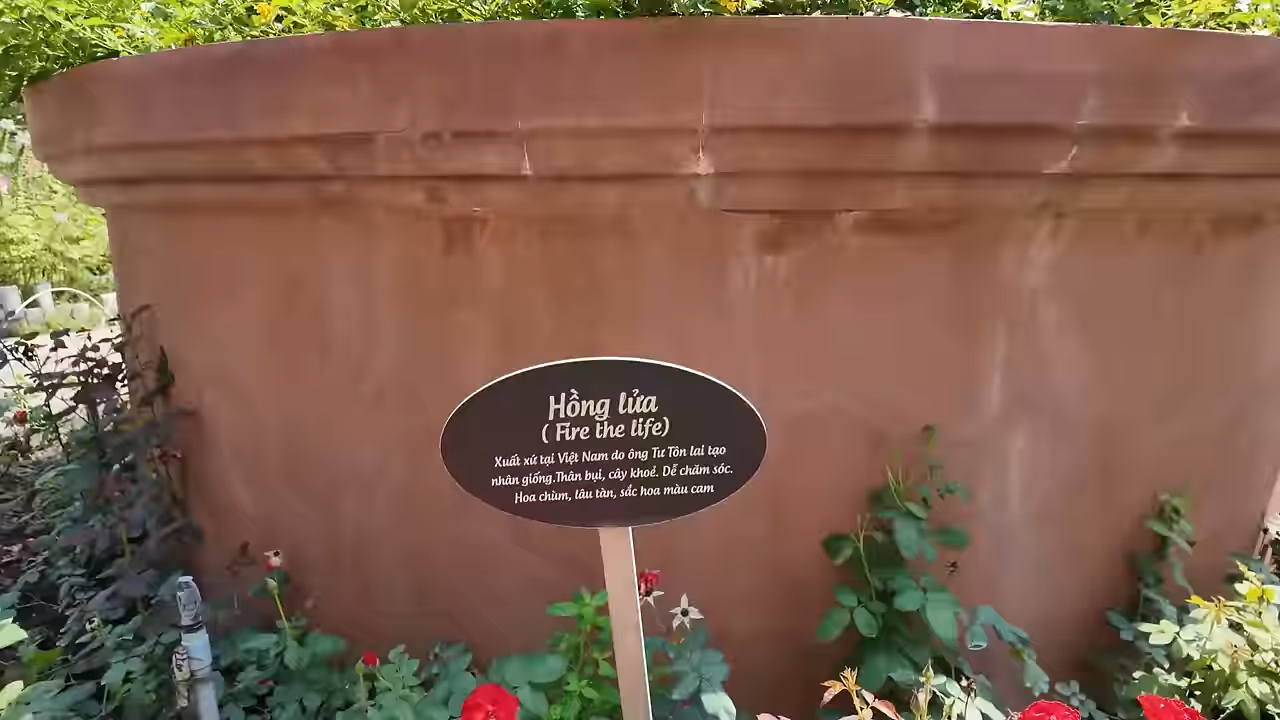 Hồng lửa
( Fire the life)
Xuất xứ tại Việt Nam do ông Tư Tôn lai tạo
nhân giống.Thân bụi, cây khoẻ. Dễ chăm sóc.
Hoa chùm, lâu tàn, sắc hoa màu cam